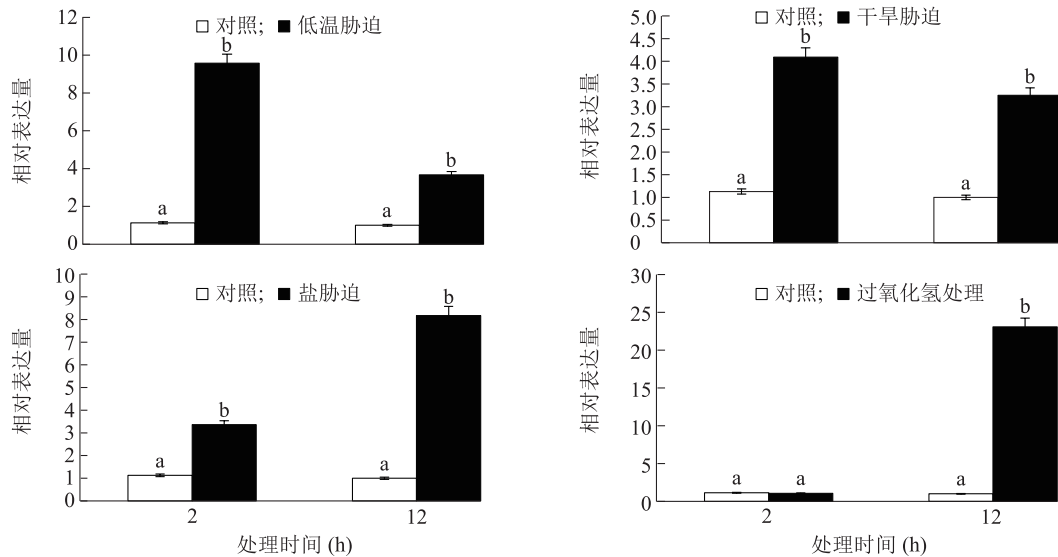 对照; 低温胁迫
相对表达量
12
10
8
6
4
2
0
a
b
a
b
对照; 干旱胁迫
相对表达量
5.0
4.5
4.0
3.5
3.0
2.5
2.0
1.5
1.0
0.5
0
a
b
a
b
对照; 盐胁迫
相对表达量
10
9
8
7
6
5
4
3
2
1
0
a
b
a
b
2
12
处理时间 (h)
对照; 过氧化氢处理
相对表达量
30
25
20
15
10
5
0
a
a
a
b
2
12
处理时间 (h)